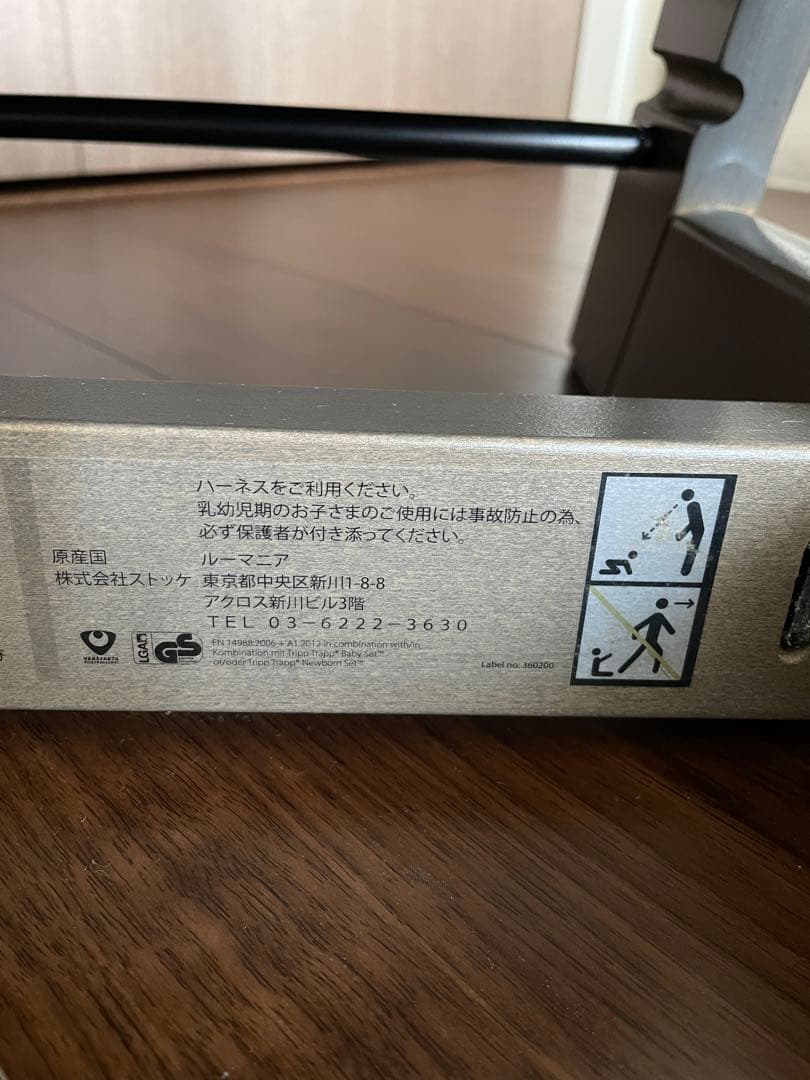 ハーネスをご利用ください。
乳幼児期のお子さまのご使用には事故防止の為、
必ず保護者が付き添ってください。
原産国 ルーマニア
株式会社ストッケ 東京都中央区新川1-8-8
アクロス新川ビル3階
TEL 03-6222-3630
VAREFAKTA
KONTROLLERET
LGA GS
EN 14988:2006 + A1:2012 in combination with/in
Kombination mit Tripp Trapp® Baby Set™
or/oder Tripp Trapp® Newborn Set™
Label no: 360200